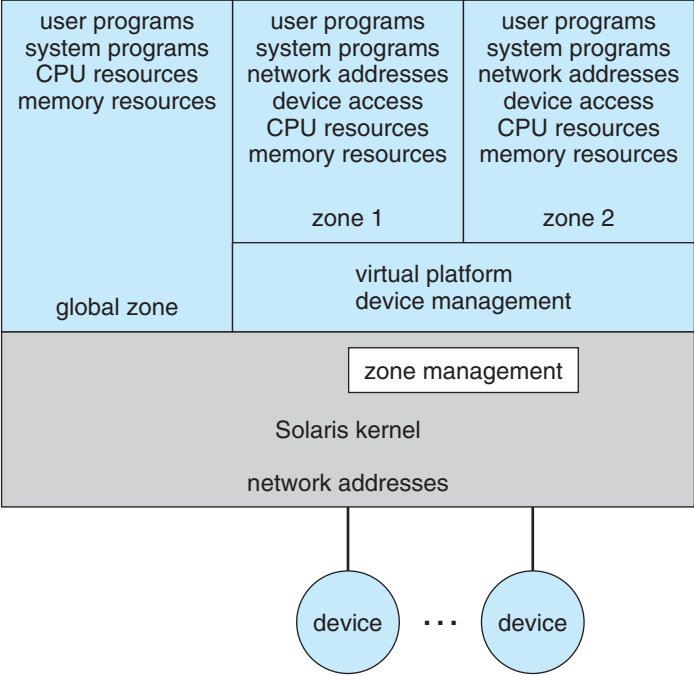 user programs
system programs
CPU resources
memory resources
global zone
user programs
system programs
network addresses
device access
CPU resources
memory resources
zone 1
user programs
system programs
network addresses
device access
CPU resources
memory resources
zone 2
virtual platform
device management
zone management
Solaris kernel
network addresses
device
...
device